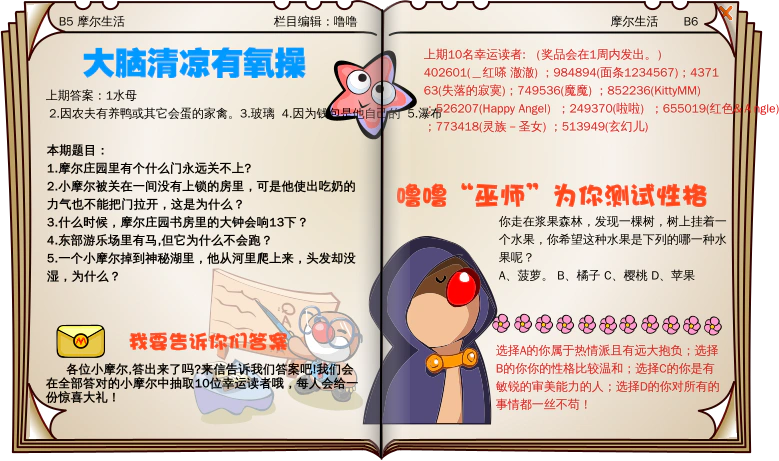 B5 摩尔生活
栏目编辑：噜噜
大脑清凉有氧操
上期答案：1水母
2.因农夫有养鸭或其它会蛋的家禽。3.玻璃 4.因为钱包是他自己的 5.瀑布
本期题目：
1.摩尔庄园里有个什么门永远关不上?
2.小摩尔被关在一间没有上锁的房里，可是他使出吃奶的
力气也不能把门拉开，这是为什么？
3.什么时候，摩尔庄园书房里的大钟会响13下？
4.东部游乐场里有马,但它为什么不会跑？
5.一个小摩尔掉到神秘湖里，他从河里爬上来，头发却没
湿，为什么？
我要告诉你们答案
各位小摩尔,答出来了吗?来信告诉我们答案吧!我们会
在全部答对的小摩尔中抽取10位幸运读者哦，每人会给一
份惊喜大礼！
摩尔生活 B6
上期10名幸运读者: （奖品会在1周内发出。）
402601(＿红嗏 澈澈) ；984894(面条1234567)；4371
63(失落的寂寞)；749536(魔魔) ；852236(KittyMM)
；526207(Happy Angel) ；249370(啦啦) ；655019(红色&Angle)
；773418(灵族－圣女) ；513949(玄幻儿)
噜噜“巫师”为你测试性格
你走在浆果森林，发现一棵树，树上挂着一
个水果，你希望这种水果是下列的哪一种水
果呢？
A、菠萝。 B、橘子 C、樱桃 D、苹果
选择A的你属于热情派且有远大抱负；选择
B的你你的性格比较温和；选择C的你是有
敏锐的审美能力的人；选择D的你对所有的
事情都一丝不苟！